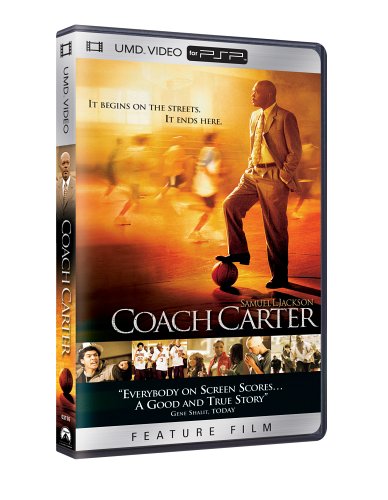 UMD. VIDEO for PSP
UMD. VIDEO
IT BEGINS ON THE STREETS.
IT ENDS HERE.
COACH CARTER
SAMUEL L. JACKSON
COACH CARTER
"EVERYBODY ON SCREEN SCORES...
A GOOD AND TRUE STORY"
GENE SHALIT, TODAY
FEATURE FILM